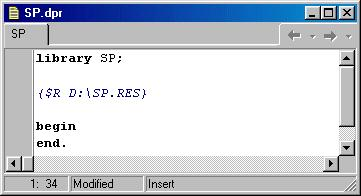 SP.dpr
SP
library SP;
{$R D:\SP.RES}
begin
end.
1: 34 Modified Insert